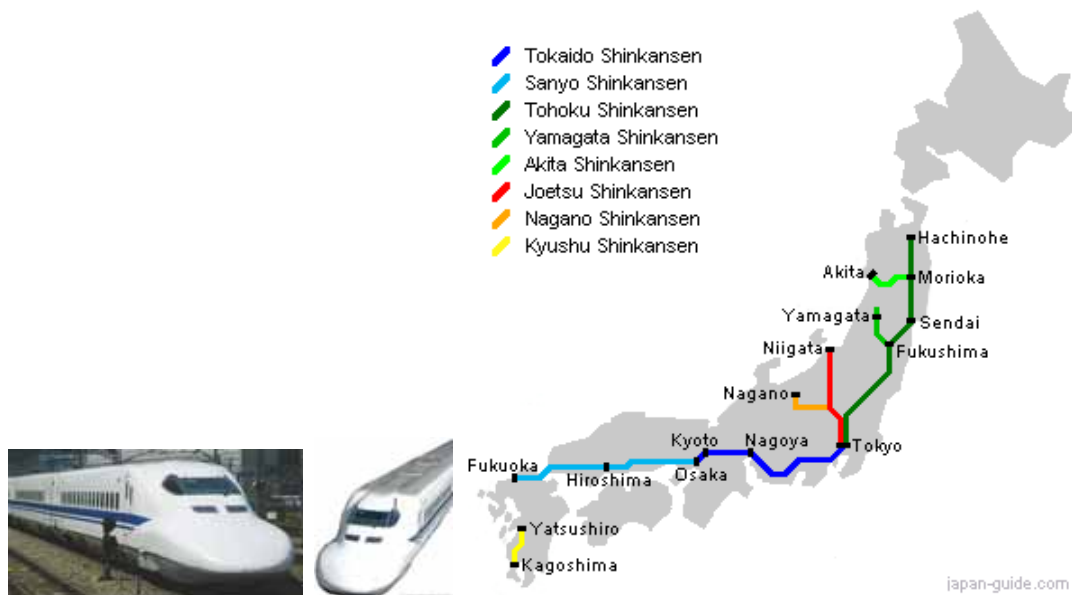 Tokaido Shinkansen
Sanyo Shinkansen
Tohoku Shinkansen
Yamagata Shinkansen
Akita Shinkansen
Joetsu Shinkansen
Nagano Shinkansen
Kyushu Shinkansen
Hachinohe
Akita
Morioka
Yamagata
Sendai
Niigata
Fukushima
Nagano
Kyoto
Nagoya
Tokyo
Fukuoka
Hiroshima
Osaka
Yatsushiro
Kagoshima
japan-guide.com